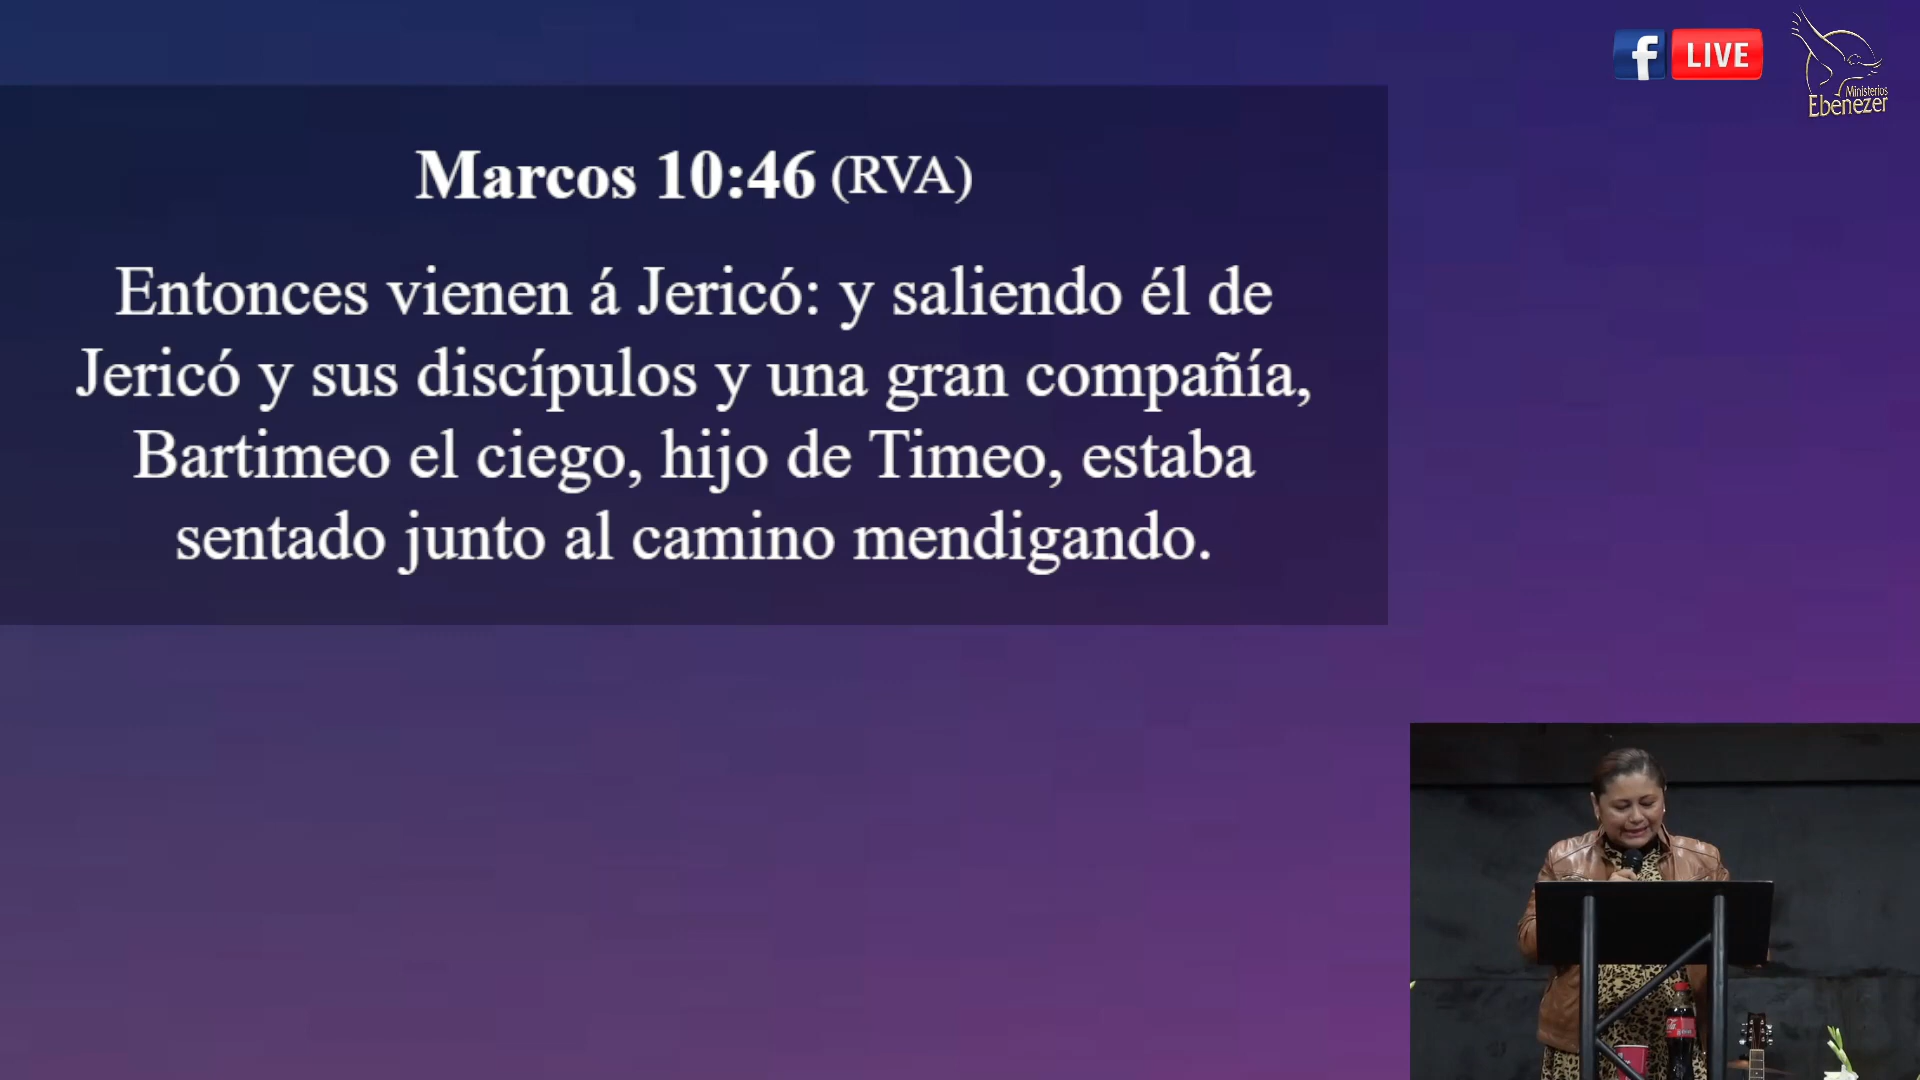 f LIVE
Ministerios
Ebenezer
Marcos 10:46 (RVA)
Entonces vienen á Jericó: y saliendo él de
Jericó y sus discípulos y una gran compañía,
Bartimeo el ciego, hijo de Timeo, estaba
sentado junto al camino mendigando.